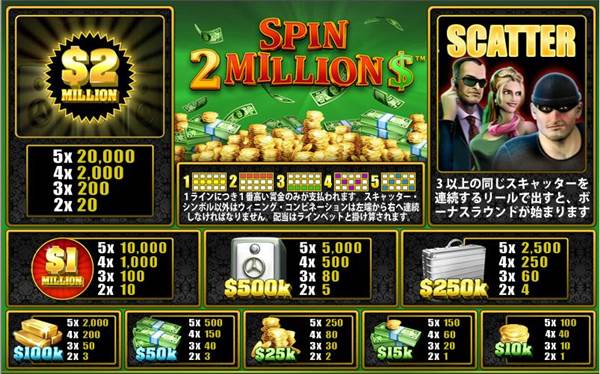 $2
MILLION
5x 20,000
4x 2,000
3x 200
2x 20
SPIN
2 MILLION $™
1 2 3 4 5
1ラインにつき1番高い賞金のみが支払われます。スキャッター・
シンボル以外はウィニング・コンビネーションは左端から右へ連続
しなければなりません。配当はラインベットと掛け算されます。
SCATTER
3以上の同じスキャッターを
連続するリールで出すと、ボ
ーナスラウンドが始まります
$1
MILLION
5x 10,000
4x 1,000
3x 100
2x 10
$500k
5x 5,000
4x 500
3x 80
2x 5
$250k
5x 2,500
4x 250
3x 60
2x 4
$100k
5x 2,000
4x 200
3x 50
2x 3
$50k
5x 500
4x 150
3x 40
2x 3
$25k
5x 250
4x 80
3x 30
2x 2
$15k
5x 150
4x 60
3x 20
2x 1
$10k
5x 100
4x 40
3x 10
2x 1